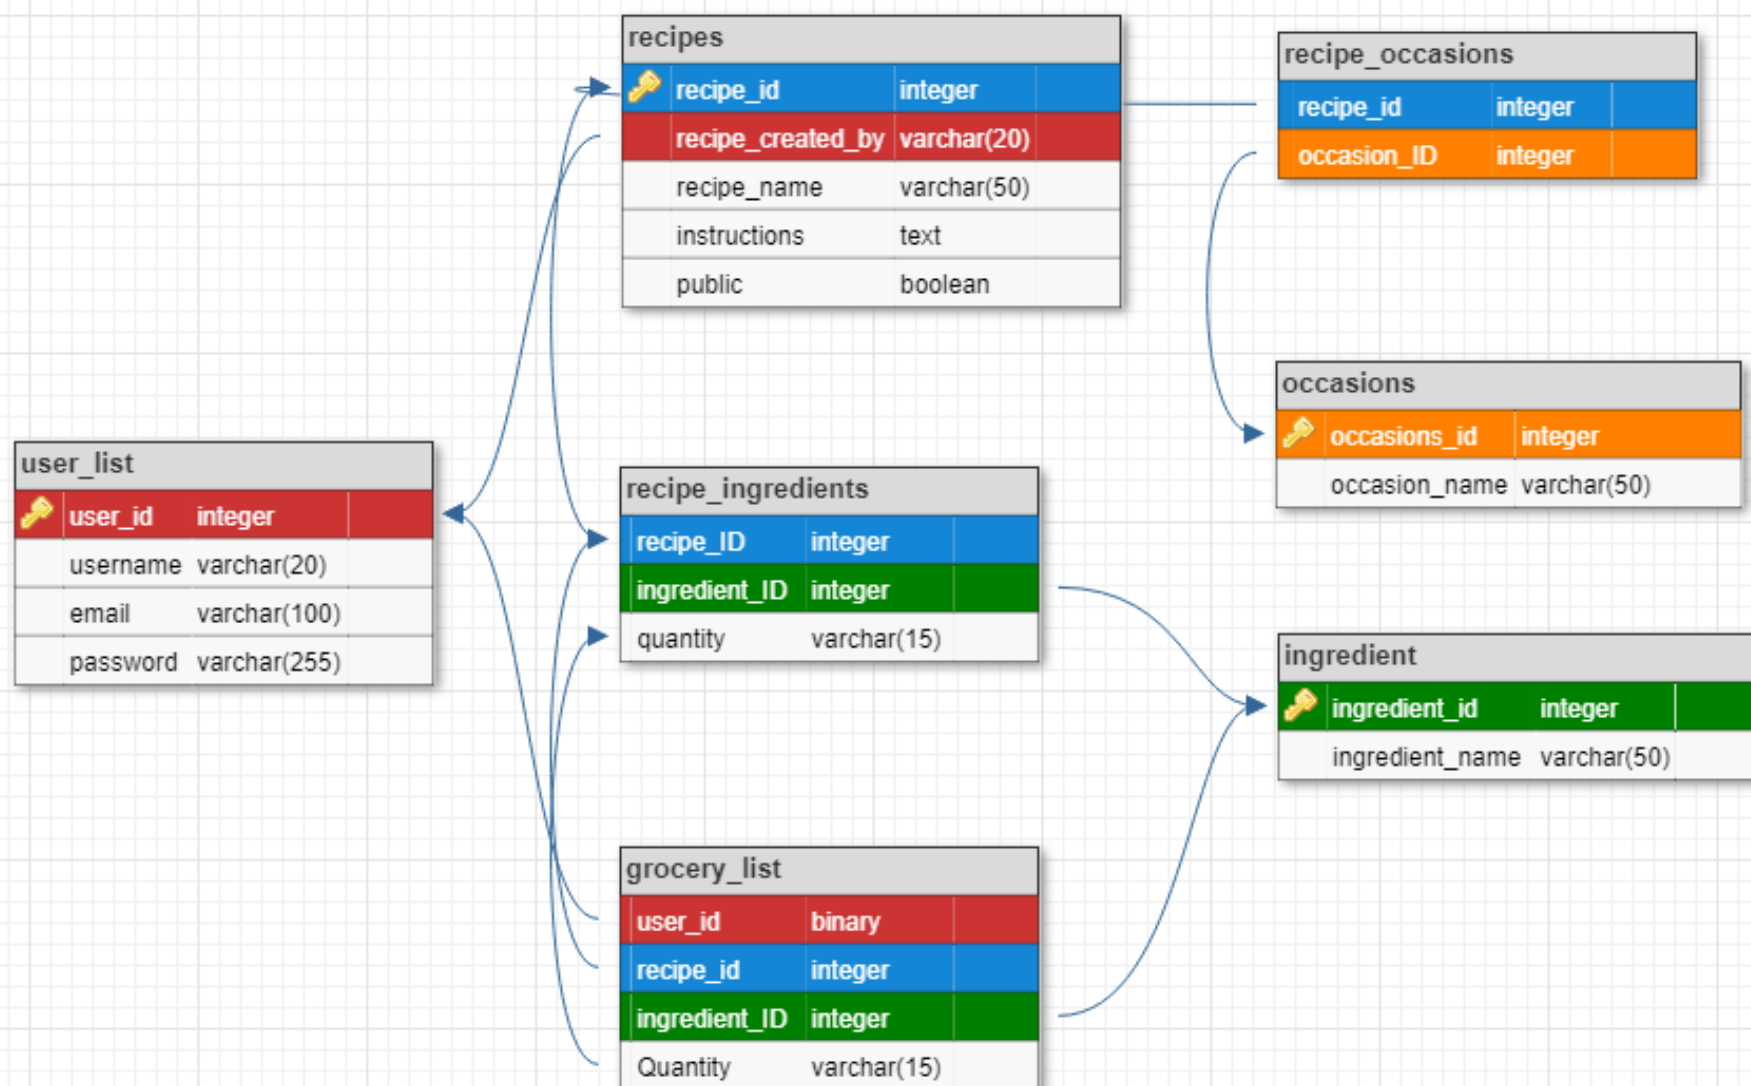 recipes
recipe_id integer
recipe_created_by varchar(20)
recipe_name varchar(50)
instructions text
public boolean
recipe_occasions
recipe_id integer
occasion_ID integer
occasions
occasions_id integer
occasion_name varchar(50)
user_list
user_id integer
username varchar(20)
email varchar(100)
password varchar(255)
recipe_ingredients
recipe_ID integer
ingredient_ID integer
quantity varchar(15)
ingredient
ingredient_id integer
ingredient_name varchar(50)
grocery_list
user_id binary
recipe_id integer
ingredient_ID integer
Quantity varchar(15)